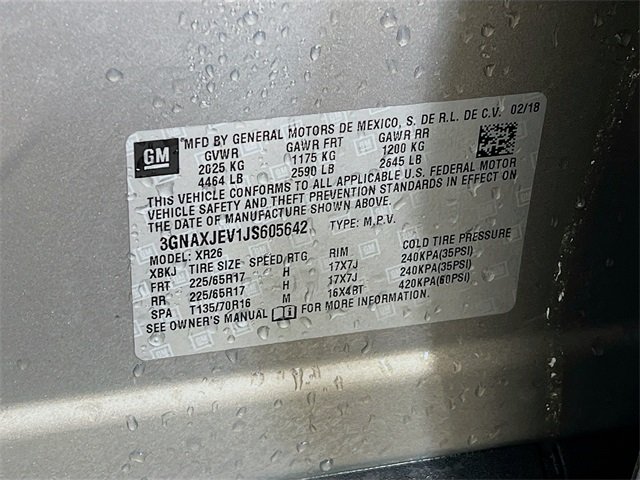 GM
MFD BY GENERAL MOTORS DE MEXICO, S. DE R.L. DE C.V. 02/18
GVWR GAWR FRT GAWR RR
2025 KG 1175 KG 1200 KG
4464 LB 2590 LB 2645 LB
THIS VEHICLE CONFORMS TO ALL APPLICABLE U.S. FEDERAL MOTOR
VEHICLE SAFETY AND THEFT PREVENTION STANDARDS IN EFFECT ON
THE DATE OF MANUFACTURE SHOWN ABOVE.
3GNAXJEV1JS605642 TYPE: M.P.V.
MODEL: XR26
XBKJ TIRE SIZE SPEED RTG RIM COLD TIRE PRESSURE
FRT 225/65R17 H 17X7J 240KPA(35PSI)
RR 225/65R17 H 17X7J 240KPA(35PSI)
SPA T135/70R16 M 16X4BT 420KPA(60PSI)
SEE OWNER'S MANUAL FOR MORE INFORMATION.